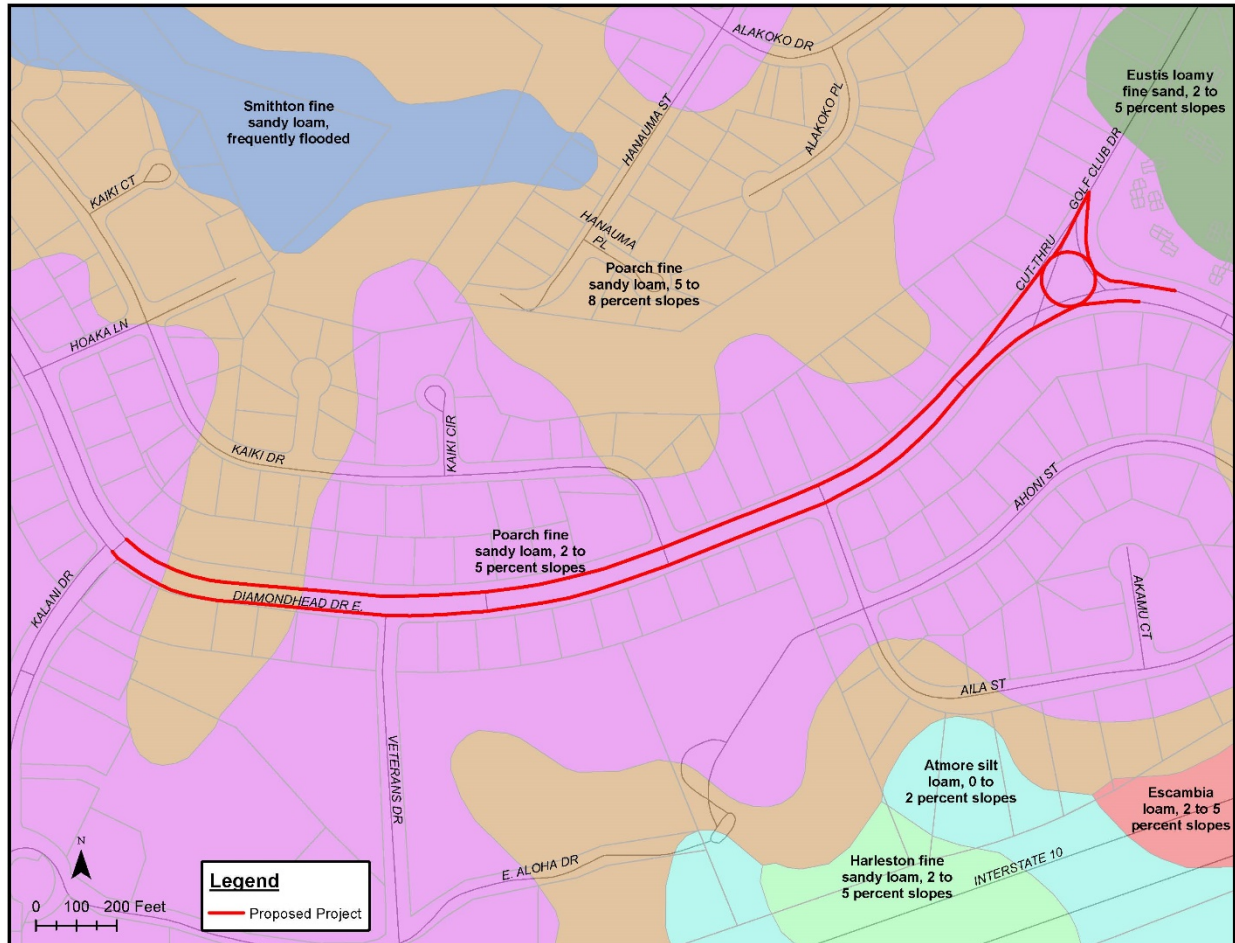 ALAKOKO DR
Eustis loamy
fine sand, 2 to
5 percent slopes
Smithton fine
sandy loam,
frequently flooded
HANAUMA ST
ALAKOKO PL
KAIKI CT
GOLF CLUB DR
HANAUMA
PL
CUT-THRU
Poarch fine
sandy loam, 5 to
8 percent slopes
HOAKA LN
KAIKI CIR
KAIKI DR
AHONI ST
Poarch fine
sandy loam, 2 to
5 percent slopes
KALANI DR
DIAMONDHEAD DR E.
AKAMU CT
AILA ST
VETERANS DR
Atmore silt
loam, 0 to
2 percent slopes
Escambia
loam, 2 to 5
percent slopes
N
E. ALOHA DR
Harleston fine
sandy loam, 2 to
5 percent slopes
INTERSTATE 10
Legend
Proposed Project
0 100 200 Feet